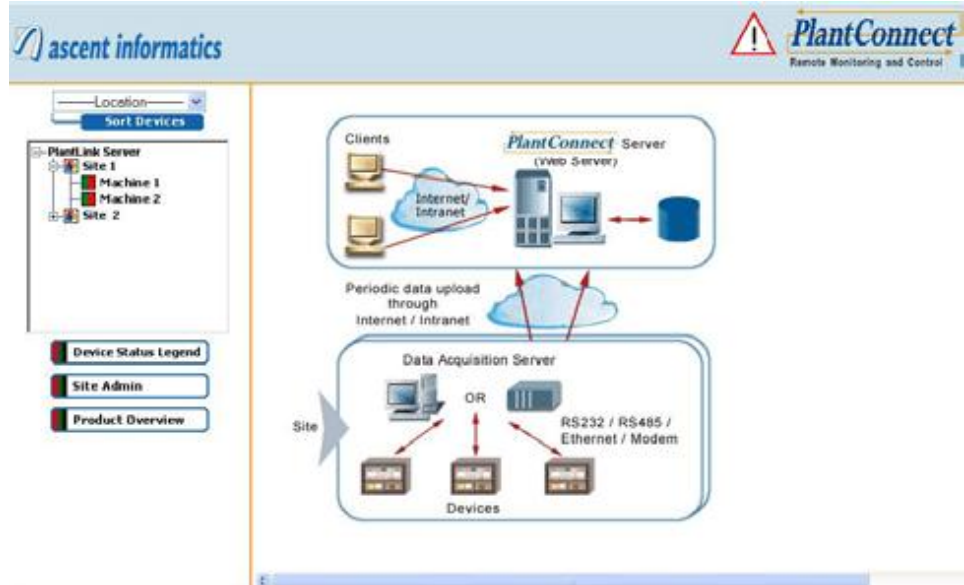 ascent informatics
PlantConnect
Remote Monitoring and Control
Location
Sort Devices
PlantLink Server
Site 1
Machine 1
Machine 2
Site 2
Device Status Legend
Site Admin
Product Overview
Clients
PlantConnect Server
(Web Server)
Internet/
Intranet
Periodic data upload
through
Internet / Intranet
Data Acquisition Server
OR
Site
RS232 / RS485 /
Ethernet / Modem
Devices